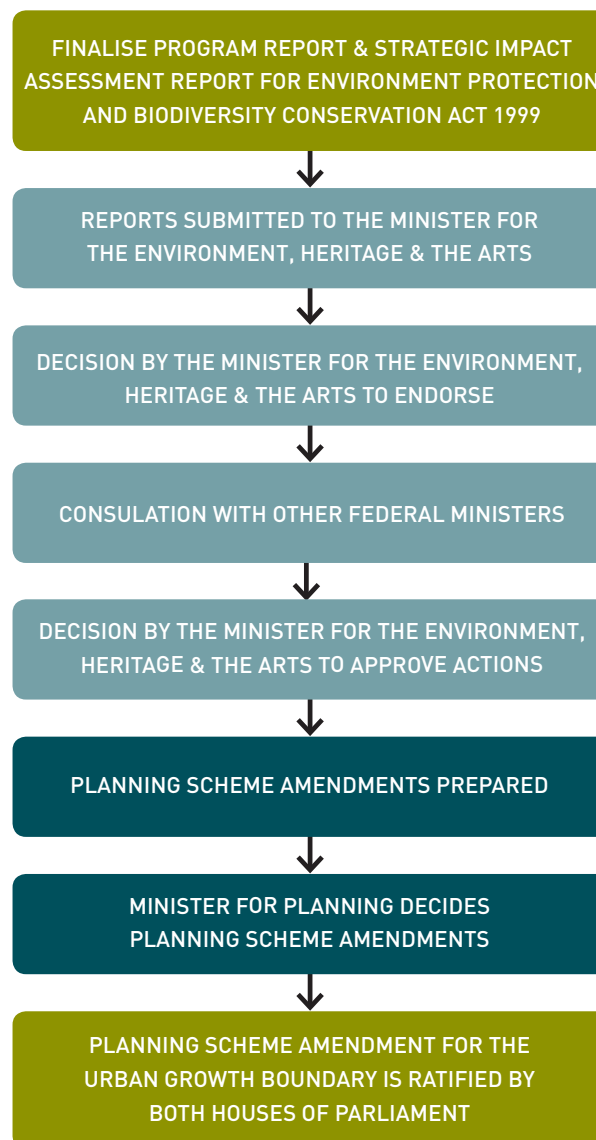 FINALISE PROGRAM REPORT & STRATEGIC IMPACT
ASSESSMENT REPORT FOR ENVIRONMENT PROTECTION
AND BIODIVERSITY CONSERVATION ACT 1999
REPORTS SUBMITTED TO THE MINISTER FOR
THE ENVIRONMENT, HERITAGE & THE ARTS
DECISION BY THE MINISTER FOR THE ENVIRONMENT,
HERITAGE & THE ARTS TO ENDORSE
CONSULATION WITH OTHER FEDERAL MINISTERS
DECISION BY THE MINISTER FOR THE ENVIRONMENT,
HERITAGE & THE ARTS TO APPROVE ACTIONS
PLANNING SCHEME AMENDMENTS PREPARED
MINISTER FOR PLANNING DECIDES
PLANNING SCHEME AMENDMENTS
PLANNING SCHEME AMENDMENT FOR THE
URBAN GROWTH BOUNDARY IS RATIFIED BY
BOTH HOUSES OF PARLIAMENT